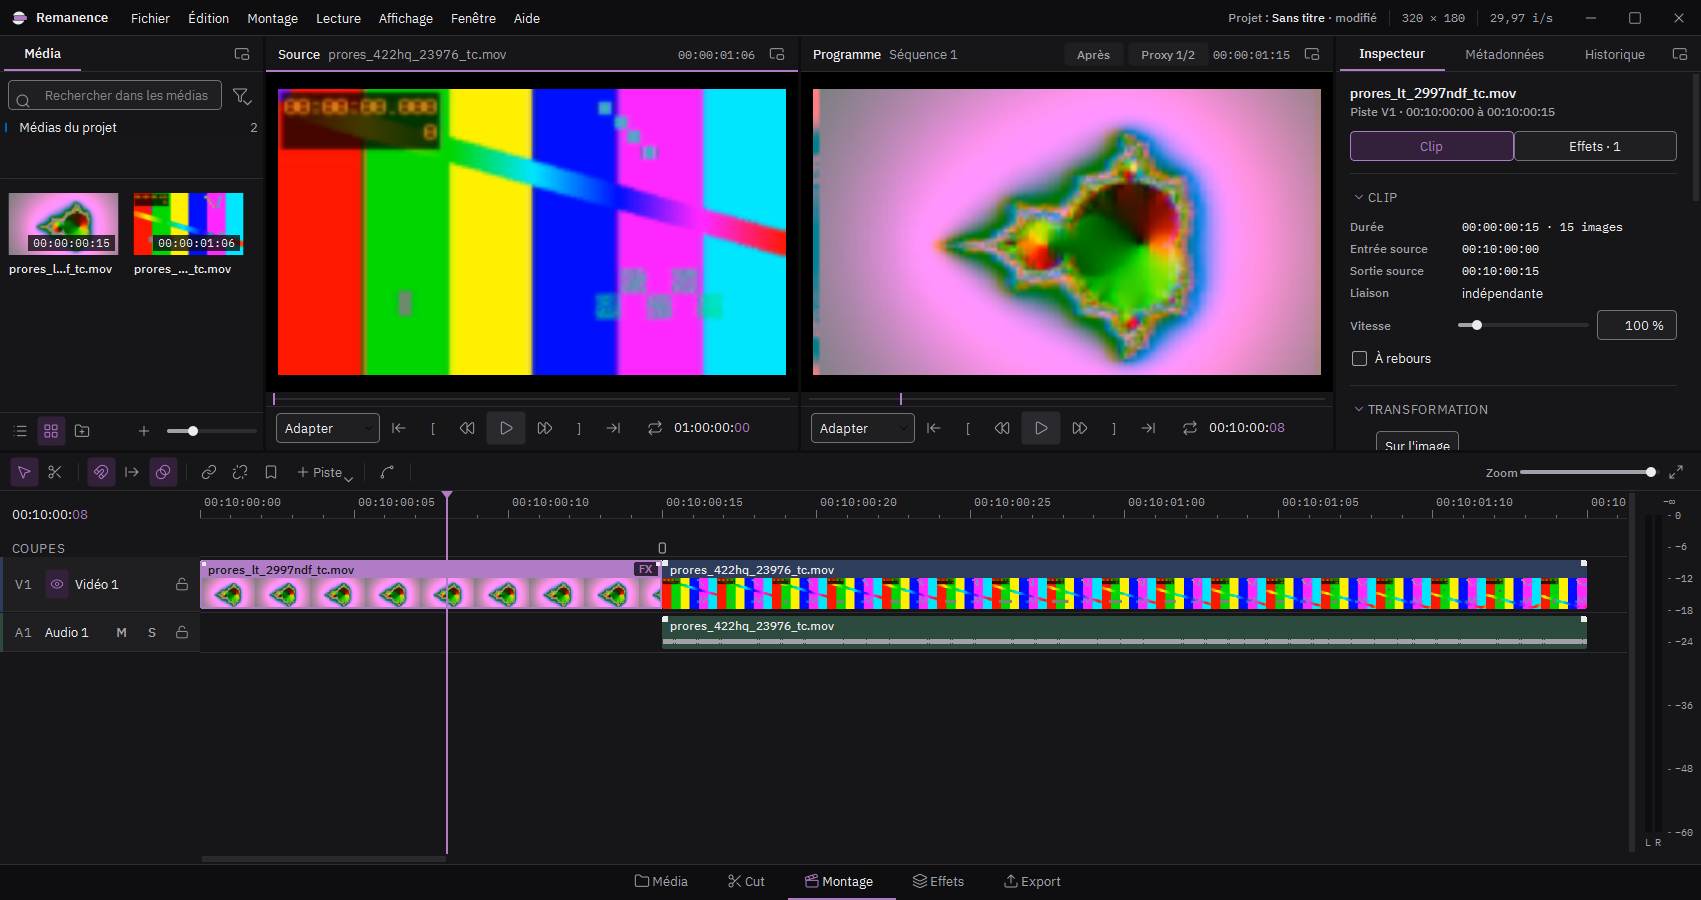 Remanence Fichier Édition Montage Lecture Affichage Fenêtre Aide Projet : Sans titre · modifié 320 × 180 29,97 i/s
Média
Source prores_422hq_23976_tc.mov 00:00:01:06
Programme Séquence 1 Après Proxy 1/2 00:00:01:15
Inspecteur Métadonnées Historique
Rechercher dans les médias
Médias du projet 2
00:00:00:15
prores_l...f_tc.mov
00:00:01:06
prores_..._tc.mov
00:00:00.000
0
Adapter [ ] 01:00:00:00
Adapter [ ] 00:10:00:08
prores_lt_2997ndf_tc.mov
Piste V1 · 00:10:00:00 à 00:10:00:15
Clip Effets · 1
CLIP
Durée 00:00:00:15 · 15 images
Entrée source 00:10:00:00
Sortie source 00:10:00:15
Liaison indépendante
Vitesse 100 %
À rebours
TRANSFORMATION
Sur l'image
Piste
Zoom
00:10:00:08
00:10:00:00 00:10:00:05 00:10:00:10 00:10:00:15 00:10:00:20 00:10:00:25 00:10:01:00 00:10:01:05 00:10:01:10 00:10
COUPES
V1 Vidéo 1
prores_lt_2997ndf_tc.mov FX
prores_422hq_23976_tc.mov
A1 Audio 1 M S
prores_422hq_23976_tc.mov
-∞
0
-6
-12
-18
-24
-36
-48
-60
L R
Média Cut Montage Effets Export